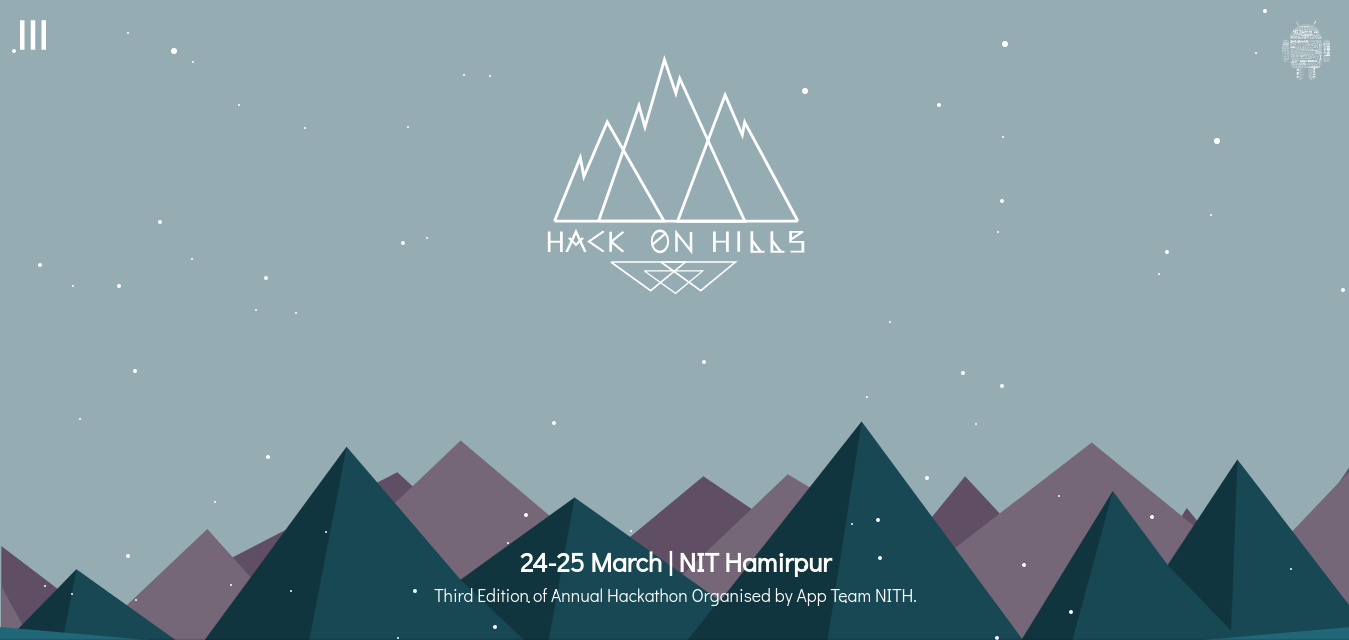 HACK ON HILLS
24-25 March | NIT Hamirpur
Third Edition of Annual Hackathon Organised by App Team NITH.